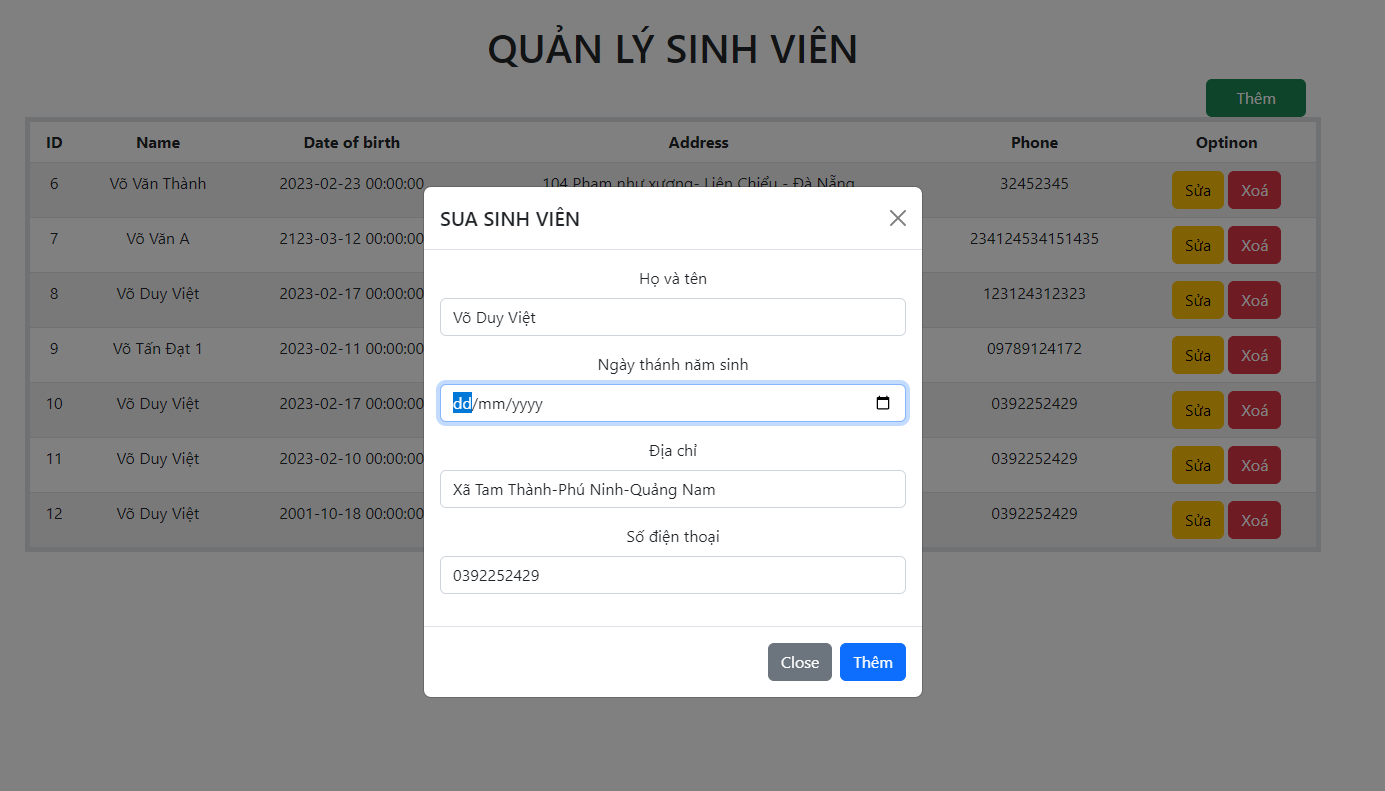 QUẢN LÝ SINH VIÊN
Thêm
ID Name Date of birth Address Phone Optinon
6 Võ Văn Thành 2023-02-23 00:00:00 104 Phạm như xương- Liên Chiểu - Đà Nẵng 32452345 Sửa Xoá
7 Võ Văn A 2123-03-12 00:00:00 234124534151435 Sửa Xoá
8 Võ Duy Việt 2023-02-17 00:00:00 123124312323 Sửa Xoá
9 Võ Tấn Đạt 1 2023-02-11 00:00:00 09789124172 Sửa Xoá
10 Võ Duy Việt 2023-02-17 00:00:00 0392252429 Sửa Xoá
11 Võ Duy Việt 2023-02-10 00:00:00 0392252429 Sửa Xoá
12 Võ Duy Việt 2001-10-18 00:00:00 0392252429 Sửa Xoá
SUA SINH VIÊN
Họ và tên
Võ Duy Việt
Ngày thánh năm sinh
dd/mm/yyyy
Địa chỉ
Xã Tam Thành-Phú Ninh-Quảng Nam
Số điện thoại
0392252429
Close Thêm